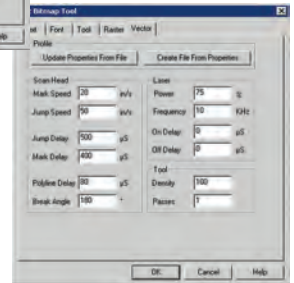 Bitmap Tool
Font Tool Raster Vector
Profile
Update Properties From File Create File From Properties
Scan Head
Mark Speed 20 in/s
Jump Speed 50 in/s
Jump Delay 500 µS
Mark Delay 400 µS
Polyline Delay 80 µS
Break Angle 180 °
Laser
Power 75 %
Frequency 10 KHz
On Delay 0 µS
Off Delay 0 µS
Tool
Density 100
Passes 1
OK Cancel Help